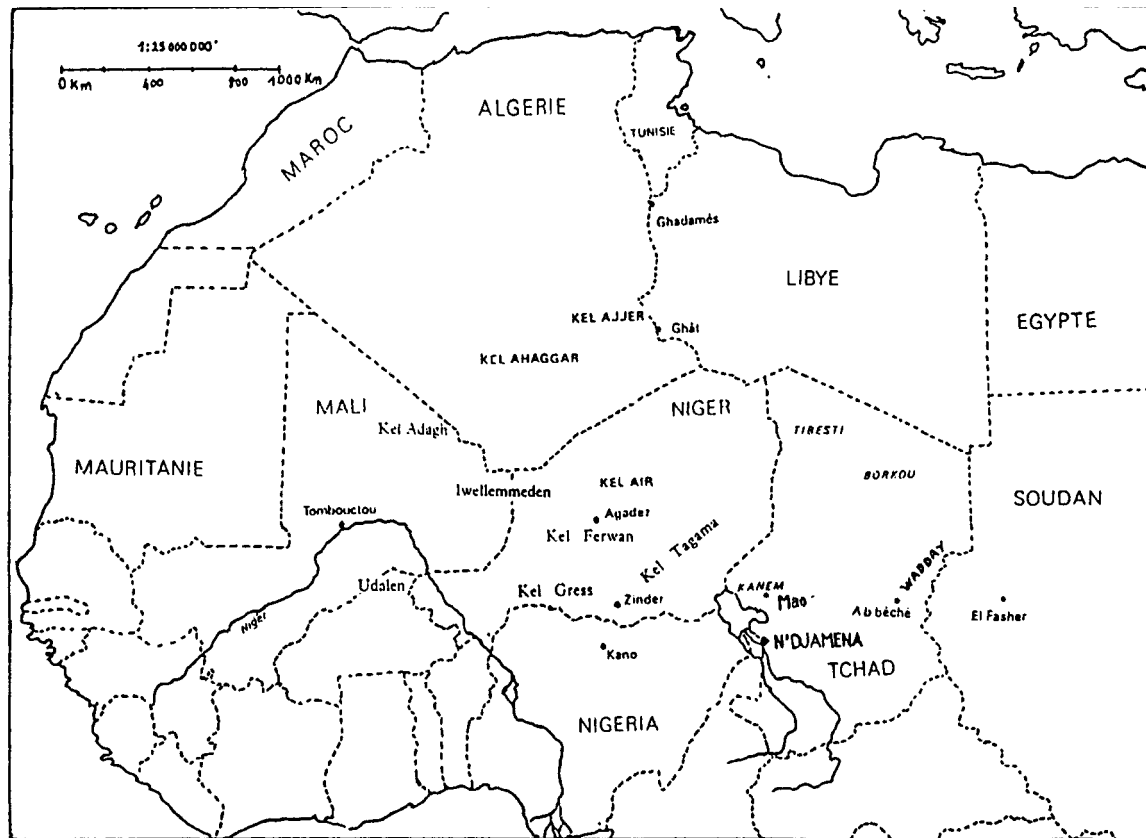 1:25 000 000
0 Km 400 800 1000 Km
MAROC
ALGERIE
TUNISIE
Ghadamés
LIBYE
EGYPTE
KEL AJJER
Ghât
KEL AHAGGAR
MALI
Kel Adagh
NIGER
TIBESTI
MAURITANIE
BORKOU
Iwellemmeden
KEL AIR
SOUDAN
Tombouctou
Agadez
Kel Ferwan
Kel Tagama
WADDAY
Udalen
Kel Gress
Zinder
KANEM
Mao
Abbéché
El Fasher
Niger
Kano
N'DJAMENA
TCHAD
NIGERIA